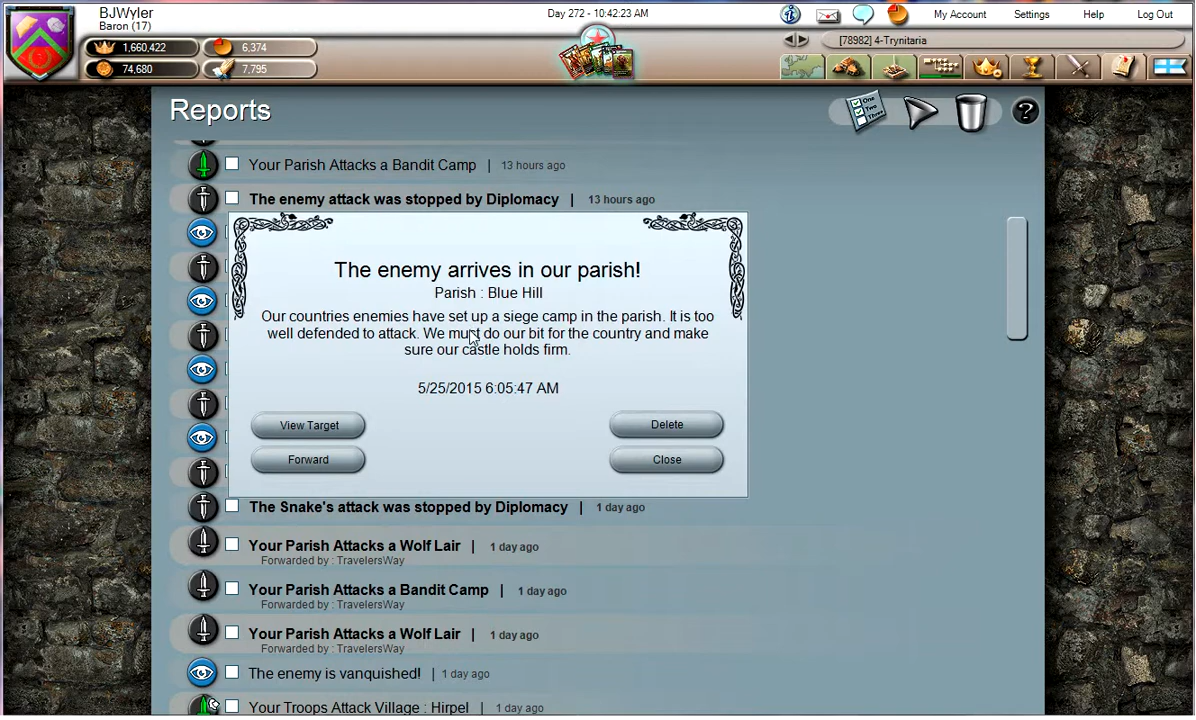 BJWyler
Baron (17)
1,660,422
6,374
74,680
7,795
Day 272 - 10:42:23 AM
My Account
Settings
Help
Log Out
[78982] 4-Trynitaria
Reports
One
Two
Three
?
Your Parish Attacks a Bandit Camp | 13 hours ago
The enemy attack was stopped by Diplomacy | 13 hours ago
The enemy arrives in our parish!
Parish : Blue Hill
Our countries enemies have set up a siege camp in the parish. It is too
well defended to attack. We must do our bit for the country and make
sure our castle holds firm.
5/25/2015 6:05:47 AM
View Target
Delete
Forward
Close
The Snake's attack was stopped by Diplomacy | 1 day ago
Your Parish Attacks a Wolf Lair | 1 day ago
Forwarded by : TravelersWay
Your Parish Attacks a Bandit Camp | 1 day ago
Forwarded by : TravelersWay
Your Parish Attacks a Wolf Lair | 1 day ago
Forwarded by : TravelersWay
The enemy is vanquished! | 1 day ago
Your Troops Attack Village : Hirpel | 1 day ago